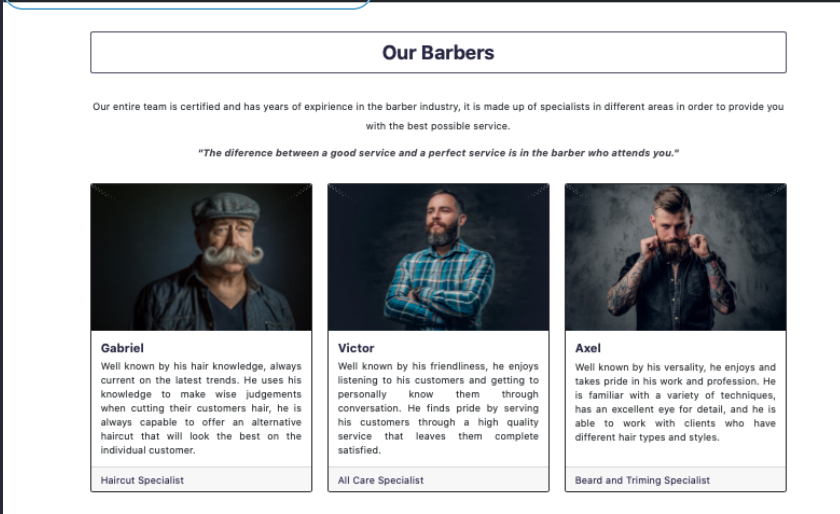 Our Barbers
Our entire team is certified and has years of expirience in the barber industry, it is made up of specialists in different areas in order to provide you
with the best possible service.
"The diference between a good service and a perfect service is in the barber who attends you."
Gabriel
Well known by his hair knowledge, always
current on the latest trends. He uses his
knowledge to make wise judgements
when cutting their customers hair, he is
always capable to offer an alternative
haircut that will look the best on the
individual customer.
Haircut Specialist
Victor
Well known by his friendliness, he enjoys
listening to his customers and getting to
personally know them through
conversation. He finds pride by serving
his customers through a high quality
service that leaves them complete
satisfied.
All Care Specialist
Axel
Well known by his versality, he enjoys and
takes pride in his work and profession. He
is familiar with a variety of techniques,
has an excellent eye for detail, and he is
able to work with clients who have
different hair types and styles.
Beard and Triming Specialist